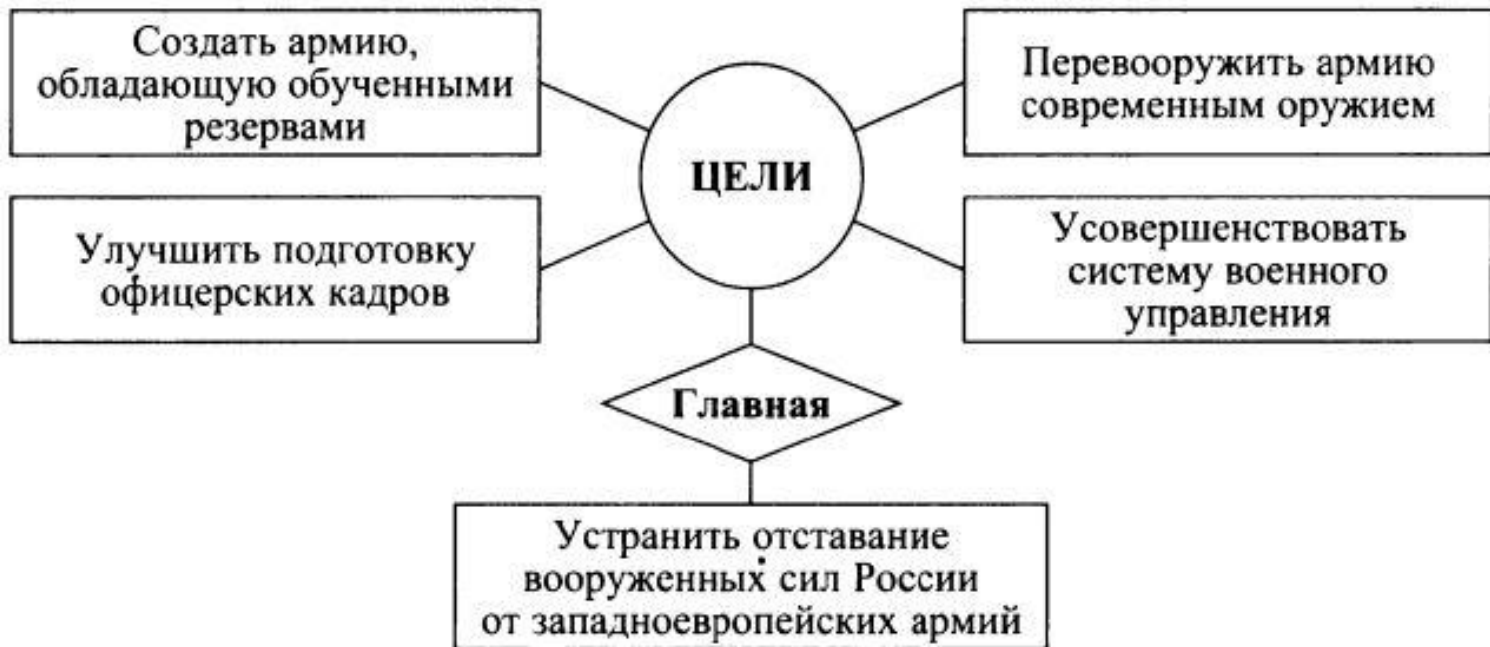 Создать армию,
обладающую обученными
резервами
Перевооружить армию
современным оружием
ЦЕЛИ
Улучшить подготовку
офицерских кадров
Усовершенствовать
систему военного
управления
Главная
Устранить отставание
вооруженных сил России
от западноевропейских армий